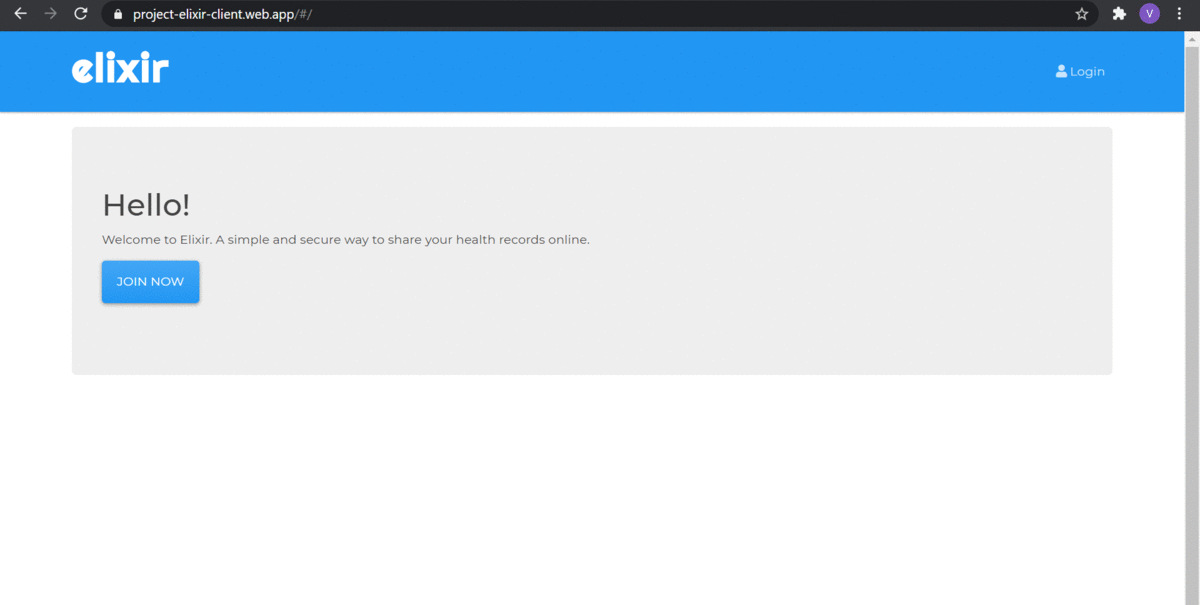 project-elixir-client.web.app/#/
V
elixir
Login
Hello!
Welcome to Elixir. A simple and secure way to share your health records online.
JOIN NOW